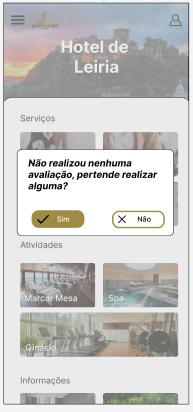 Hotel de
Leiria
Serviços
Não realizou nenhuma
avaliação, pertende realizar
alguma?
Sim
Não
Atividades
Marcar Mesa
Spa
Ginásio
Informações